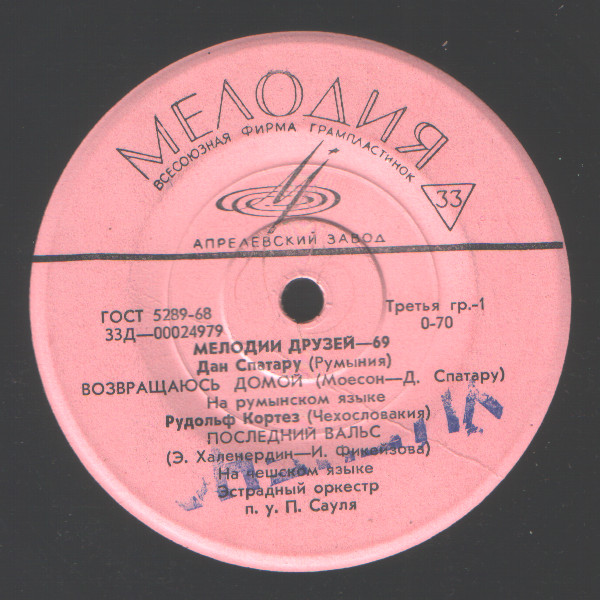 МЕЛОДИЯ
ВСЕСОЮЗНАЯ ФИРМА ГРАМПЛАСТИНОК
33
АПРЕЛЕВСКИЙ ЗАВОД
ГОСТ 5289-68
33Д—00024979
Третья гр.-1
0-70
МЕЛОДИИ ДРУЗЕЙ—69
Дан Спатару (Румыния)
ВОЗВРАЩАЮСЬ ДОМОЙ (Моесон—Д. Спатару)
На румынском языке
Рудольф Кортез (Чехословакия)
ПОСЛЕДНИЙ ВАЛЬС
(Э. Халенердин—И. Фикейзова)
На чешском языке
Эстрадный оркестр
п. у. П. Сауля